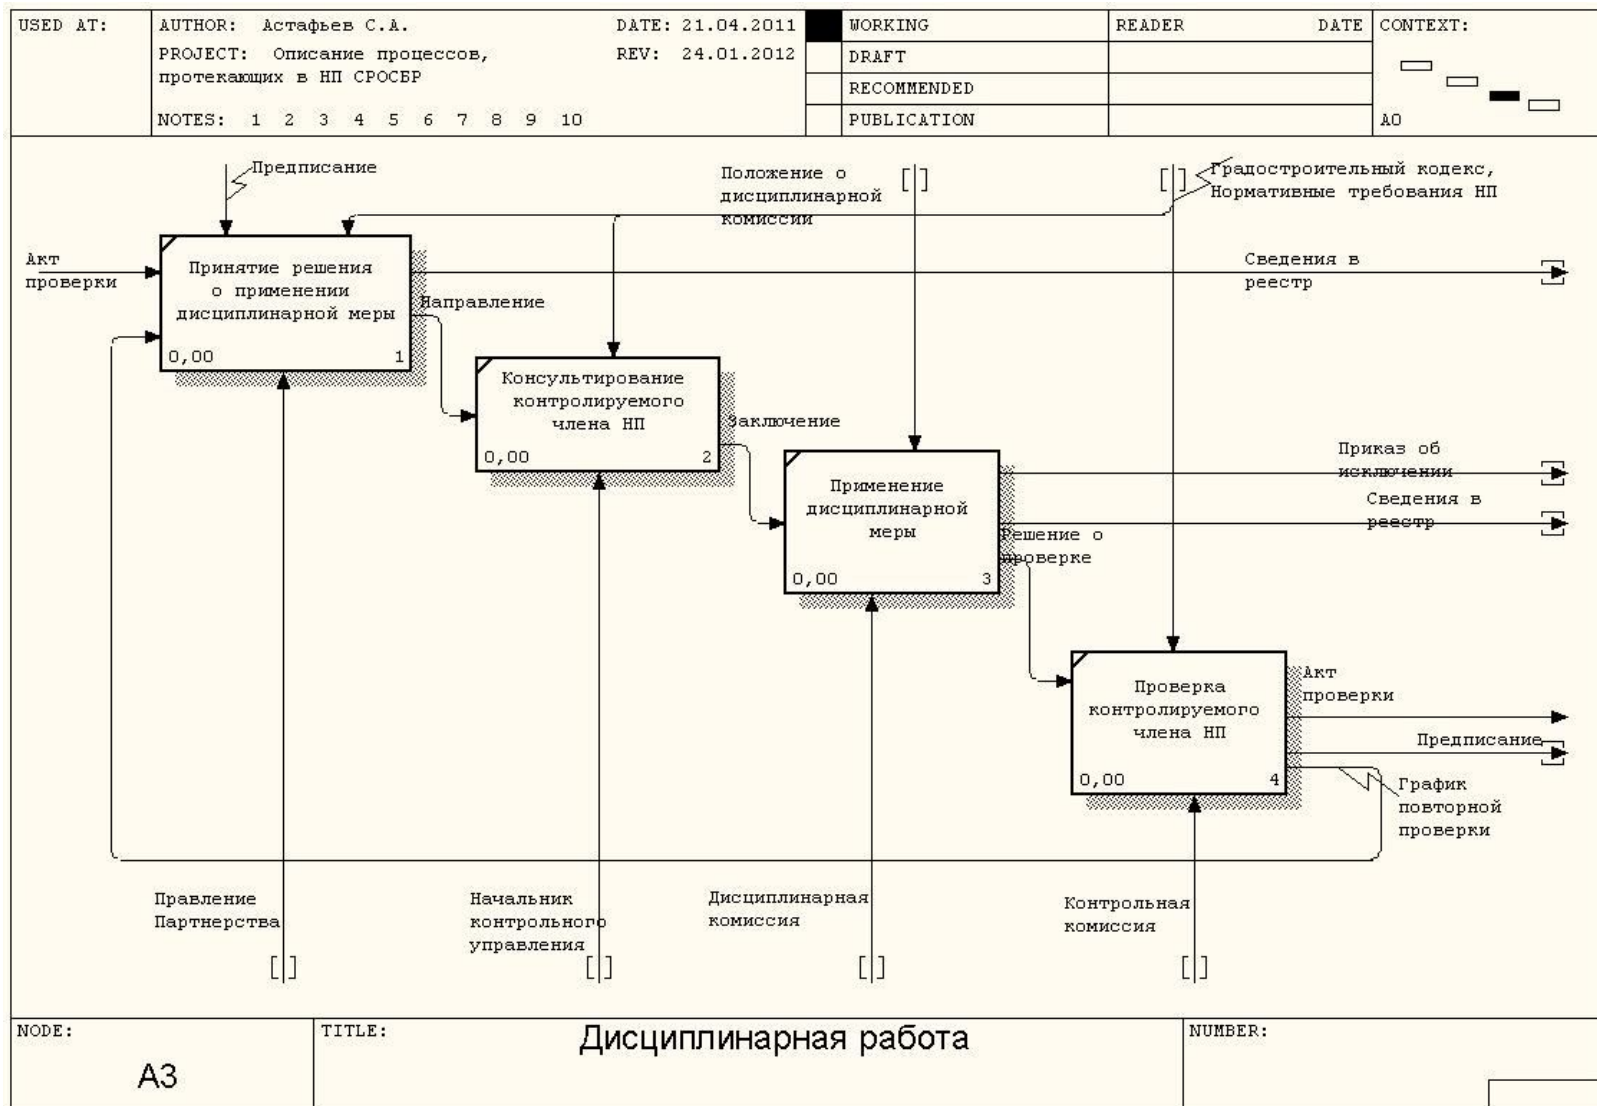 USED AT:
AUTHOR: Астафьев С.А.
DATE: 21.04.2011
PROJECT: Описание процессов,
протекающих в НП СРОСБР
REV: 24.01.2012
NOTES: 1 2 3 4 5 6 7 8 9 10
WORKING
DRAFT
RECOMMENDED
PUBLICATION
READER DATE
CONTEXT:
A0
Предписание
Положение о
дисциплинарной
комиссии
Градостроительный кодекс,
Нормативные требования НП
Акт
проверки
Принятие решения
о применении
дисциплинарной меры
0,00 1
Сведения в
реестр
Направление
Консультирование
контролируемого
члена НП
0,00 2
Заключение
Применение
дисциплинарной
меры
0,00 3
Приказ об
исключении
Сведения в
реестр
Решение о
проверке
Проверка
контролируемого
члена НП
0,00 4
Акт
проверки
Предписание
График
повторной
проверки
Правление
Партнерства
Начальник
контрольного
управления
Дисциплинарная
комиссия
Контрольная
комиссия
NODE:
A3
TITLE:
Дисциплинарная работа
NUMBER: